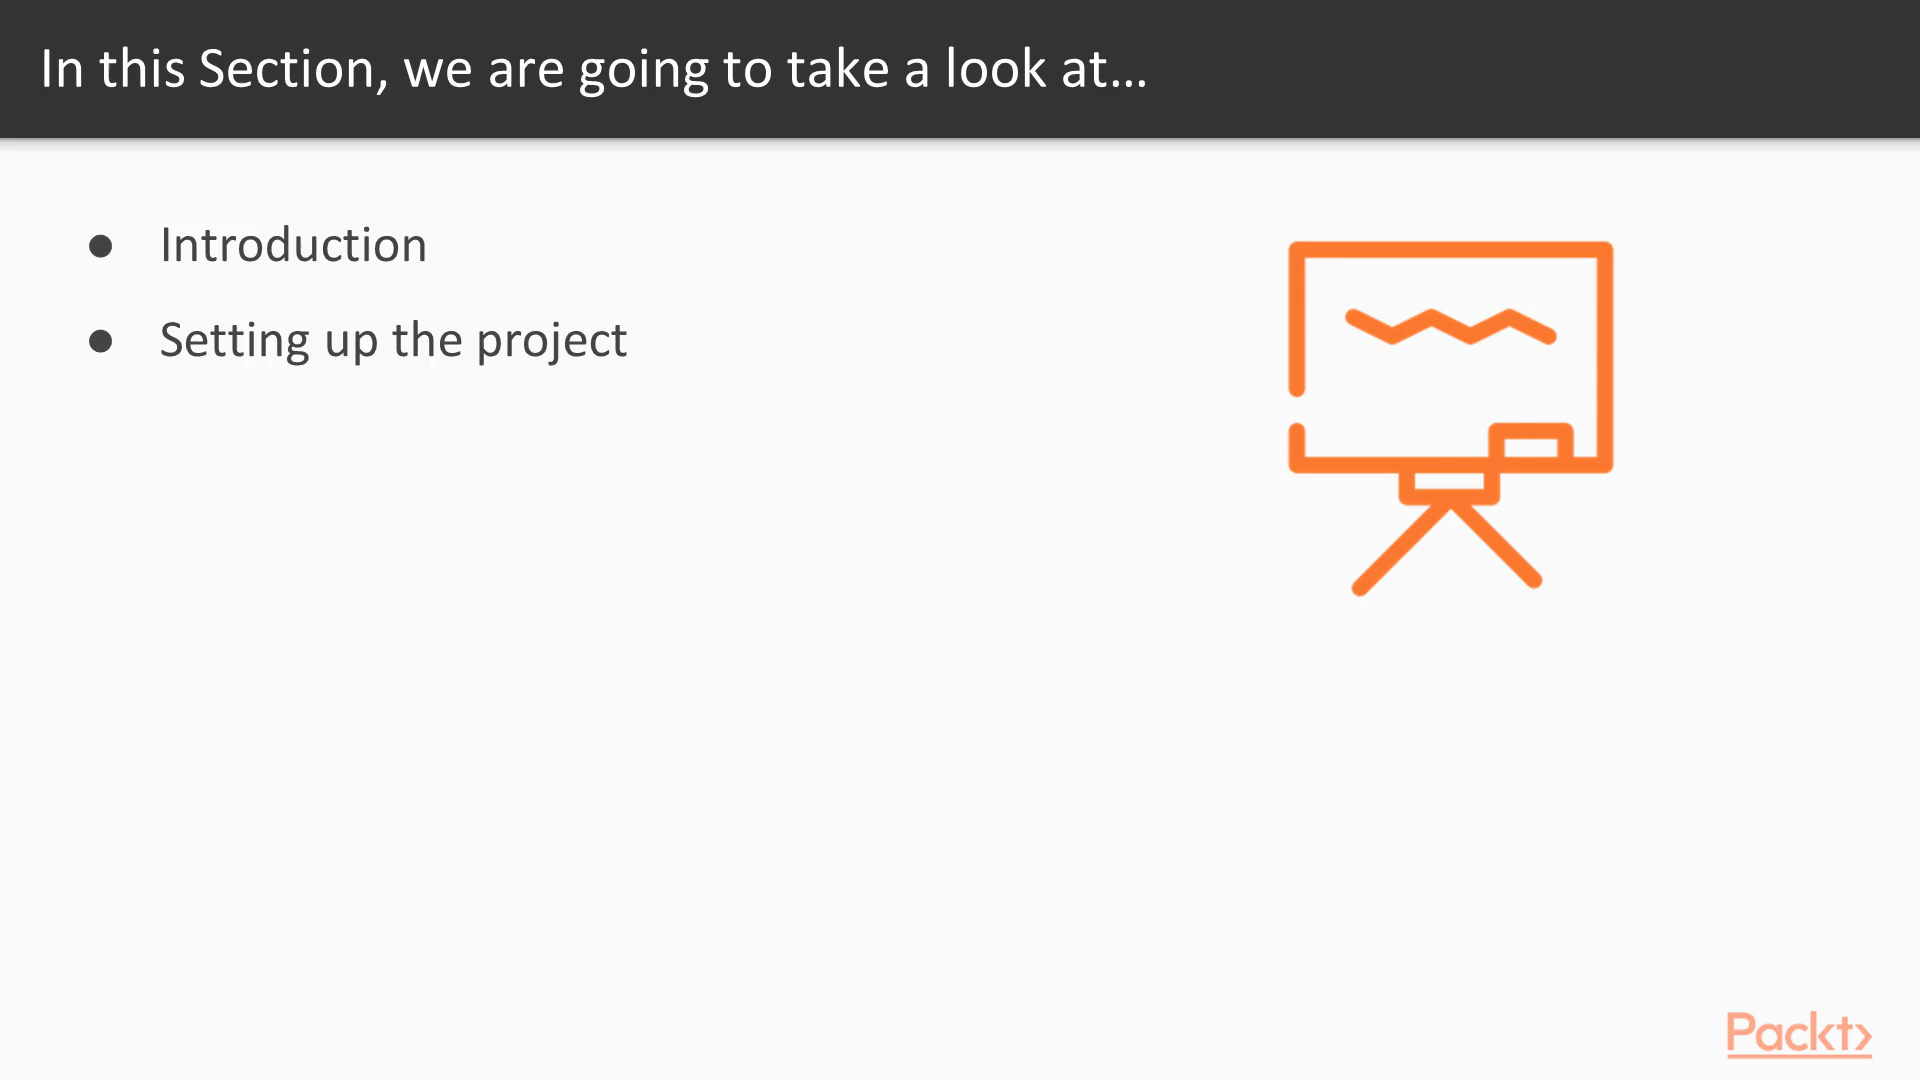 In this Section, we are going to take a look at...
● Introduction
● Setting up the project
Packt>